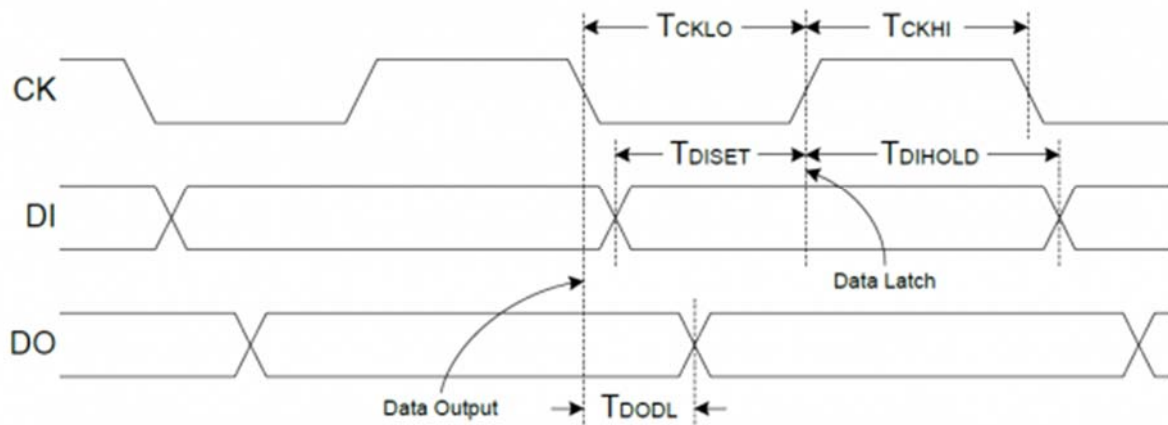 TCKLO
TCKHI
CK
TDISET
TDIHOLD
DI
Data Latch
DO
Data Output
TDODL